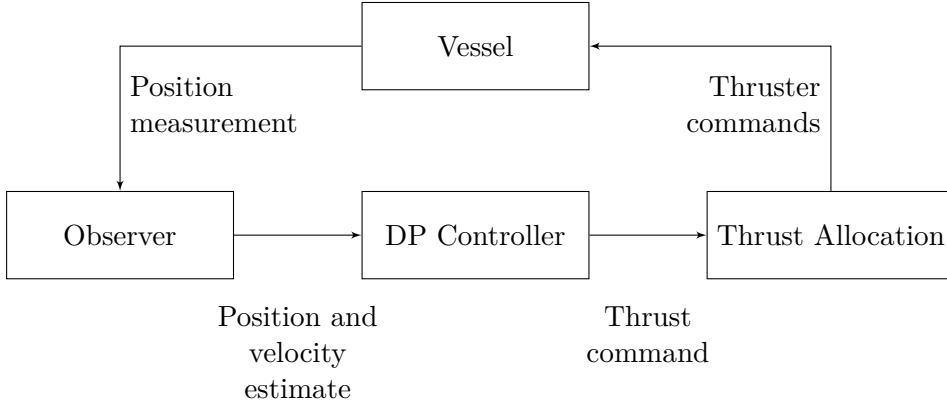 Vessel
Position
measurement
Thruster
commands
Observer
DP Controller
Thrust Allocation
Position and
velocity
estimate
Thrust
command